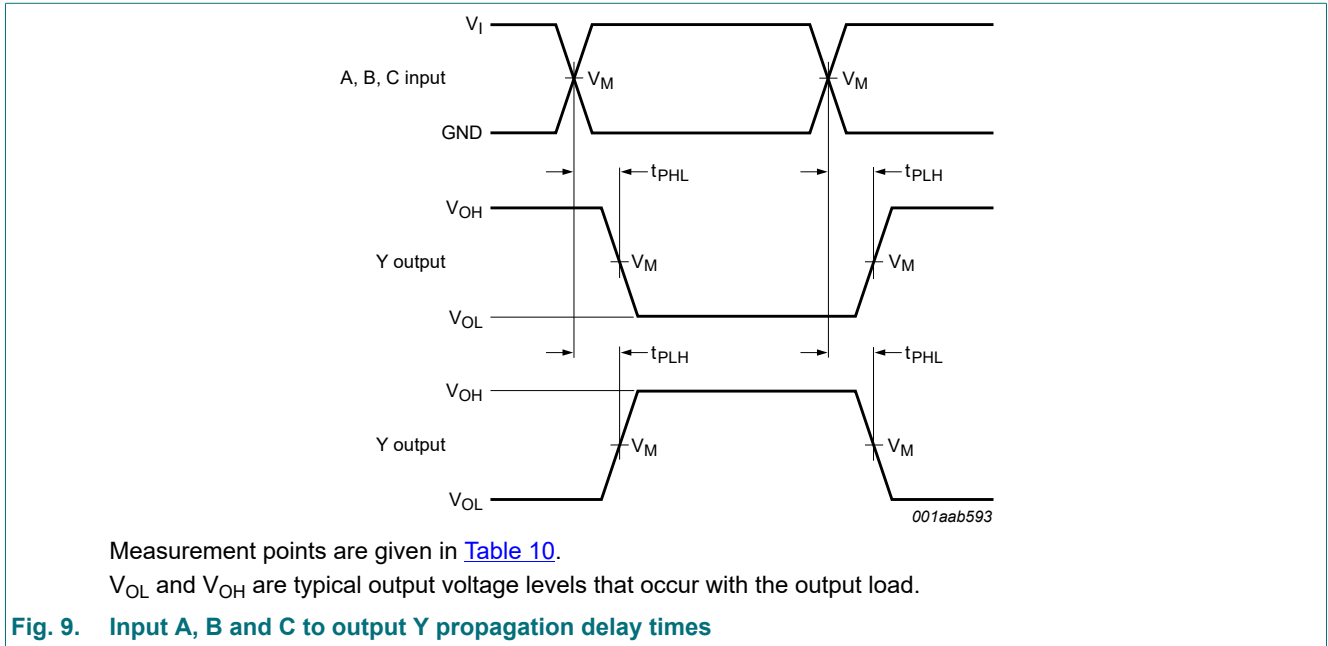 VI
A, B, C input
VM VM
GND
tPHL tPLH
VOH
Y output
VM VM
VOL
tPLH tPHL
VOH
Y output
VM VM
VOL
001aab593
Measurement points are given in Table 10.
VOL and VOH are typical output voltage levels that occur with the output load.
Fig. 9. Input A, B and C to output Y propagation delay times